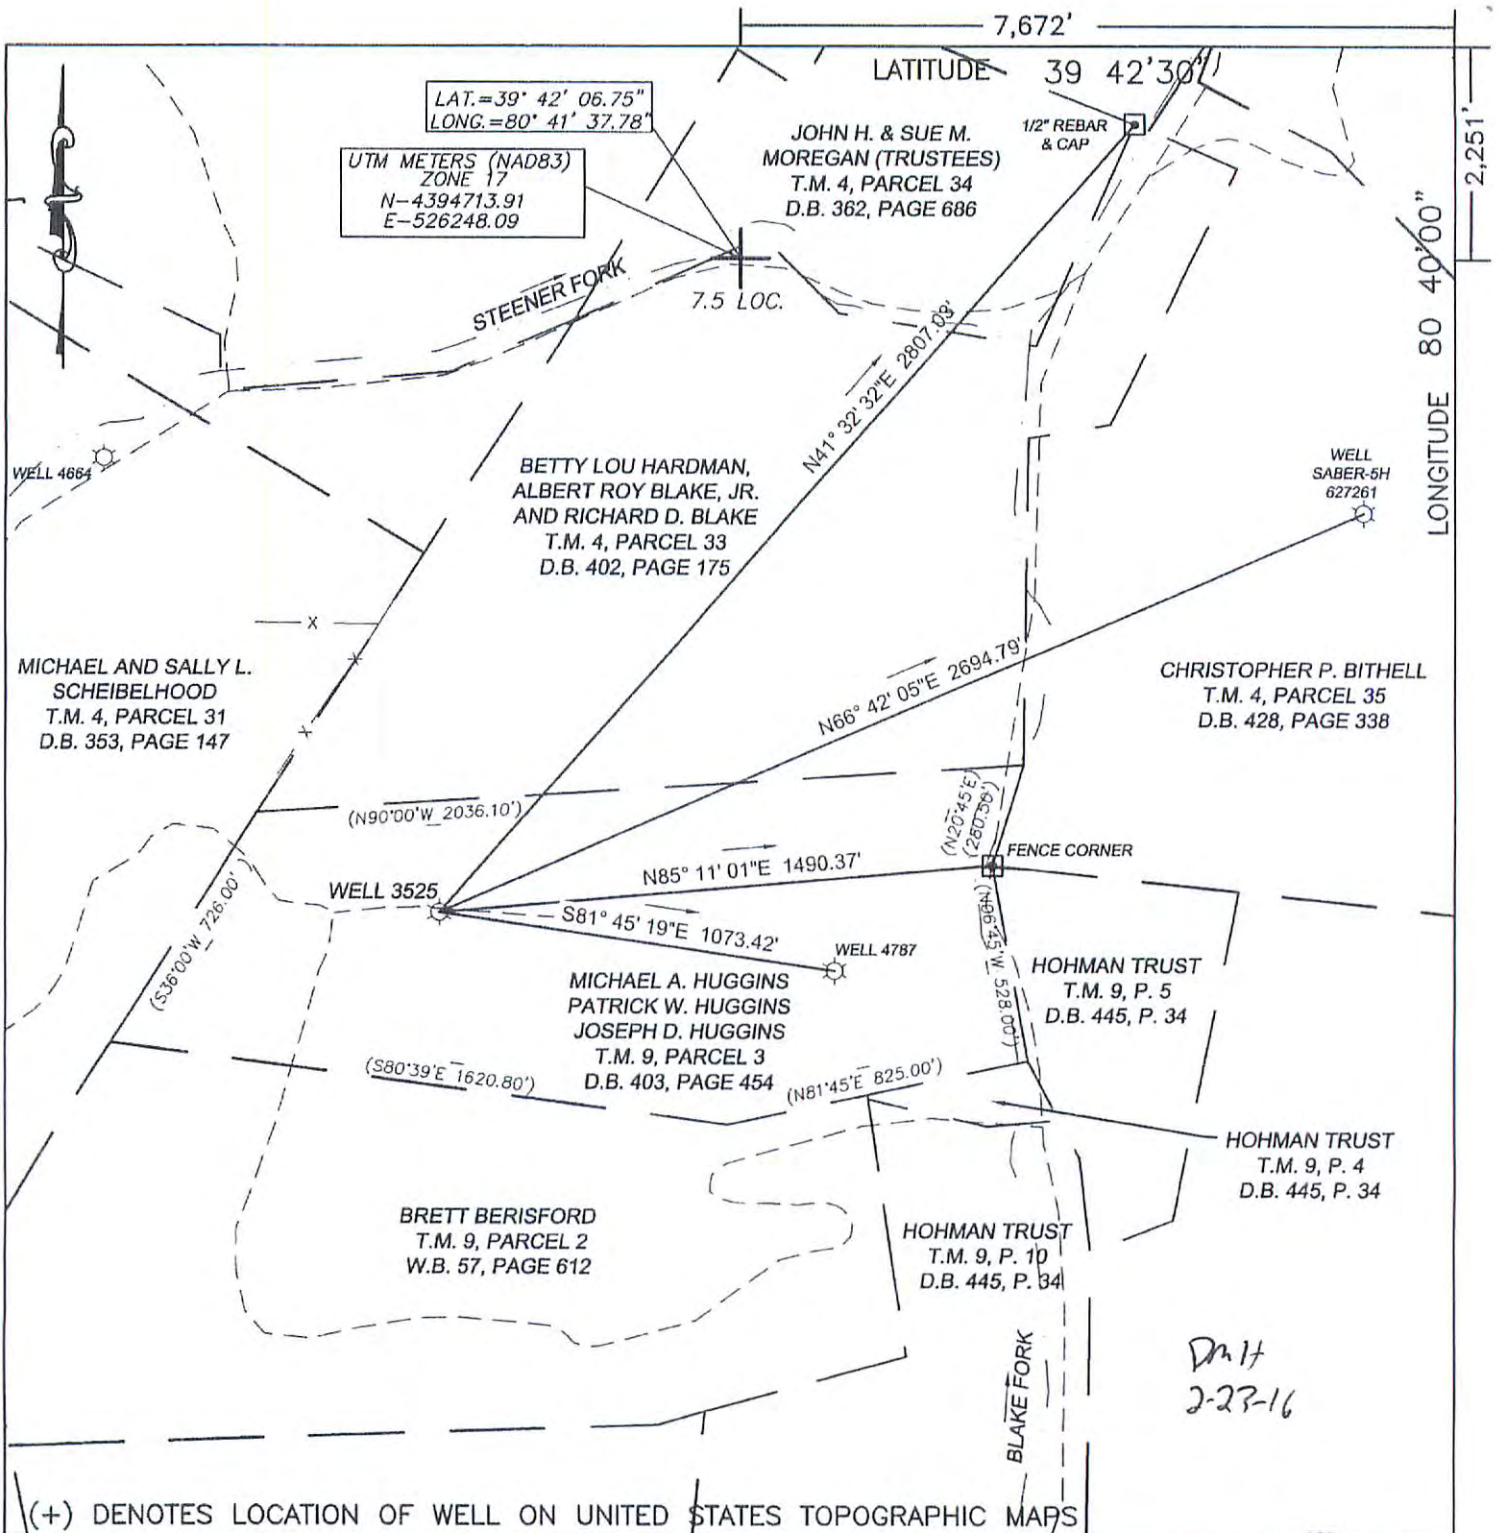 7,672'
LATITUDE 39 42'30"
2,251'
LAT.=39° 42' 06.75"
LONG.=80° 41' 37.78"
UTM METERS (NAD83)
ZONE 17
N-4394713.91
E-526248.09
JOHN H. & SUE M.
MOREGAN (TRUSTEES)
T.M. 4, PARCEL 34
D.B. 362, PAGE 686
1/2" REBAR
& CAP
LONGITUDE 80 40'00"
STEENER FORK
7.5 LOC.
N41° 32' 32"E 2807.03'
WELL 4664
BETTY LOU HARDMAN,
ALBERT ROY BLAKE, JR.
AND RICHARD D. BLAKE
T.M. 4, PARCEL 33
D.B. 402, PAGE 175
WELL
SABER-5H
627261
X
X
X
MICHAEL AND SALLY L.
SCHEIBELHOOD
T.M. 4, PARCEL 31
D.B. 353, PAGE 147
N66° 42' 05"E 2694.79'
CHRISTOPHER P. BITHELL
T.M. 4, PARCEL 35
D.B. 428, PAGE 338
(N90°00'W 2036.10')
(N20°45'E)
(280.50')
FENCE CORNER
N85° 11' 01"E 1490.37'
WELL 3525
S81° 45' 19"E 1073.42'
WELL 4787
(S36°00'W 726.00')
(N06°45'W 528.00')
MICHAEL A. HUGGINS
PATRICK W. HUGGINS
JOSEPH D. HUGGINS
T.M. 9, PARCEL 3
D.B. 403, PAGE 454
HOHMAN TRUST
T.M. 9, P. 5
D.B. 445, P. 34
(S80°39'E 1620.80')
(N81°45'E 825.00')
HOHMAN TRUST
T.M. 9, P. 4
D.B. 445, P. 34
BRETT BERISFORD
T.M. 9, PARCEL 2
W.B. 57, PAGE 612
HOHMAN TRUST
T.M. 9, P. 10
D.B. 445, P. 34
BLAKE FORK
DMH
2-23-16
(+) DENOTES LOCATION OF WELL ON UNITED STATES TOPOGRAPHIC MAPS